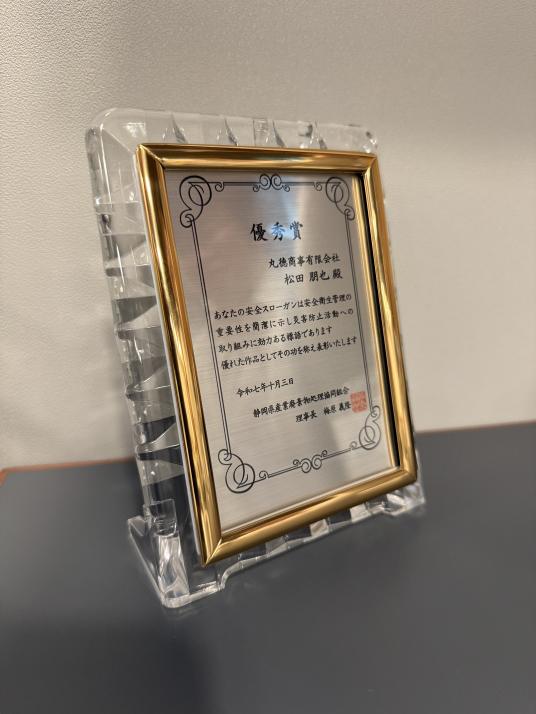 優秀賞
丸徳商事有限会社
松田 朋也 殿
あなたの安全スローガンは安全衛生管理の
重要性を簡潔に示し災害防止活動への
取り組みに効力ある標語であります
優れた作品としてその功を称え表彰いたします
令和七年十月三日
静岡県産業廃棄物処理協同組合
理事長 梅原 義隆